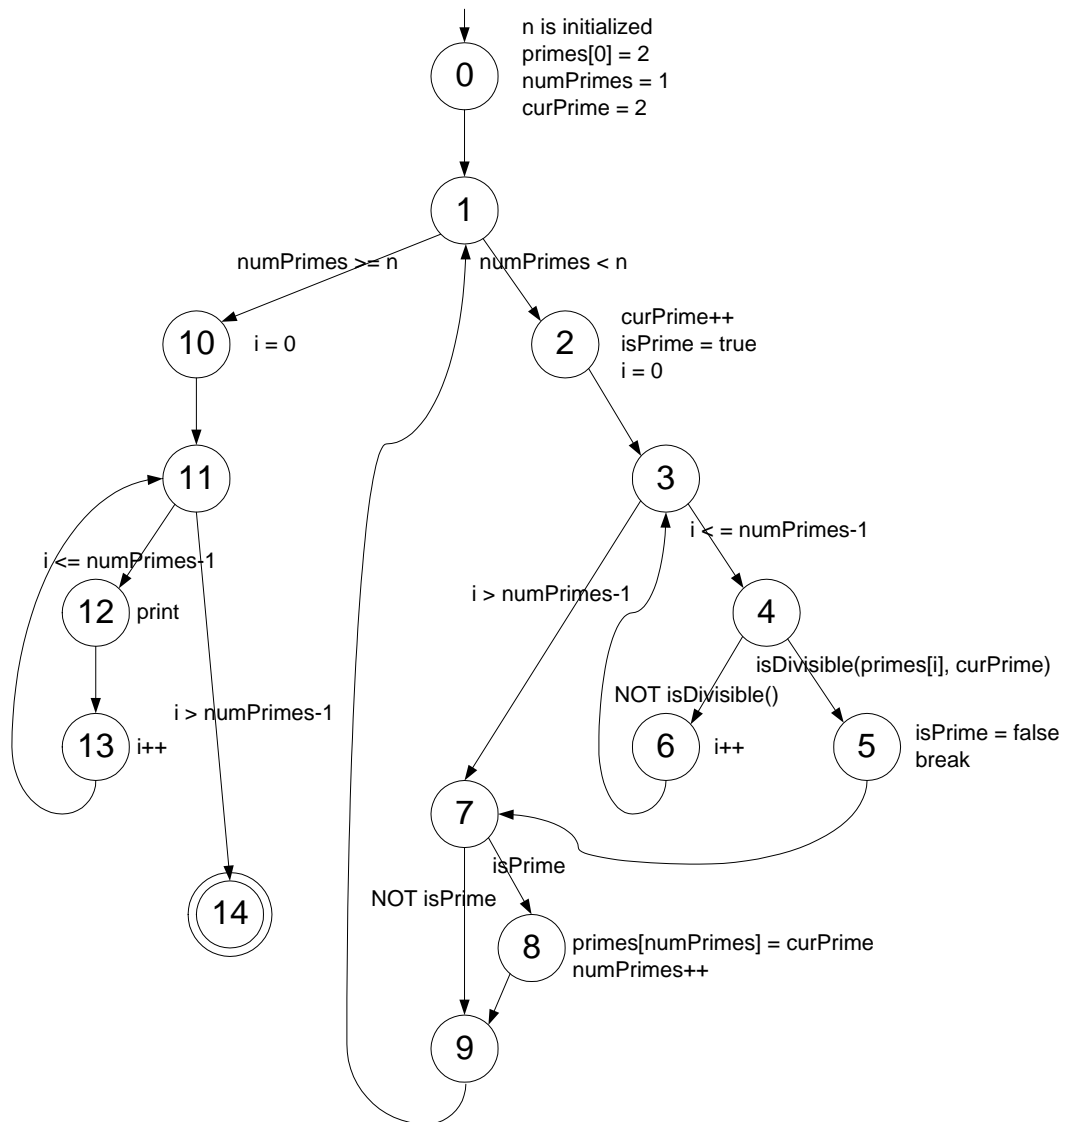 n is initialized
primes[0] = 2
numPrimes = 1
curPrime = 2
0
1
numPrimes >= n
numPrimes < n
10
i = 0
2
curPrime++
isPrime = true
i = 0
11
3
i <= numPrimes-1
i < = numPrimes-1
i > numPrimes-1
12
print
4
isDivisible(primes[i], curPrime)
NOT isDivisible()
i > numPrimes-1
13
i++
6
i++
5
isPrime = false
break
7
isPrime
NOT isPrime
14
8
primes[numPrimes] = curPrime
numPrimes++
9